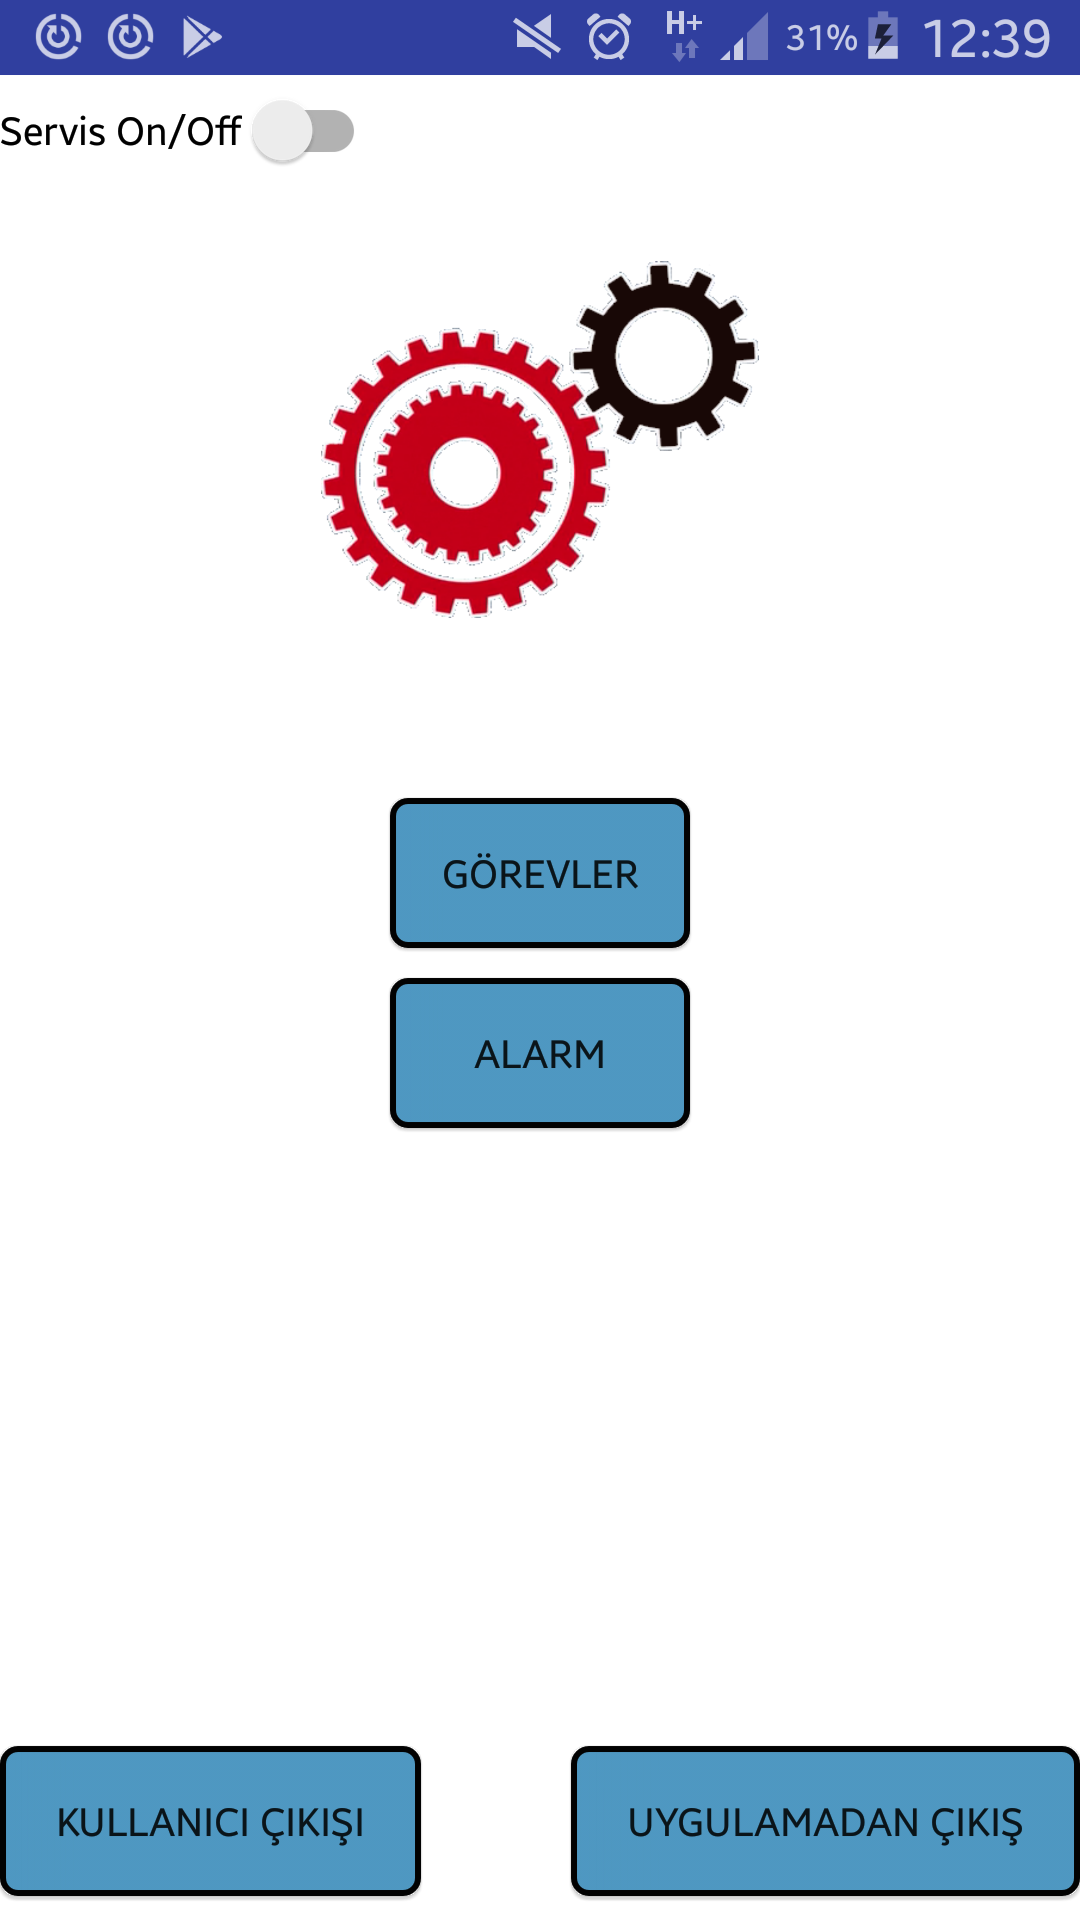 H+ 31% 12:39
Servis On/Off
GÖREVLER
ALARM
KULLANICI ÇIKIŞI
UYGULAMADAN ÇIKIŞ